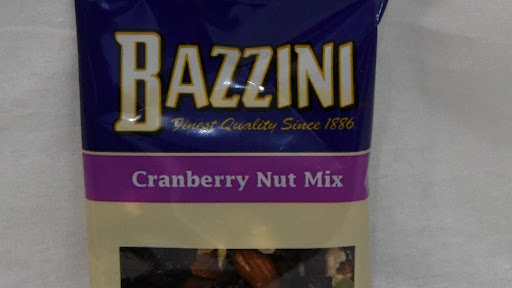 BAZZINI
Finest Quality Since 1886
Cranberry Nut Mix